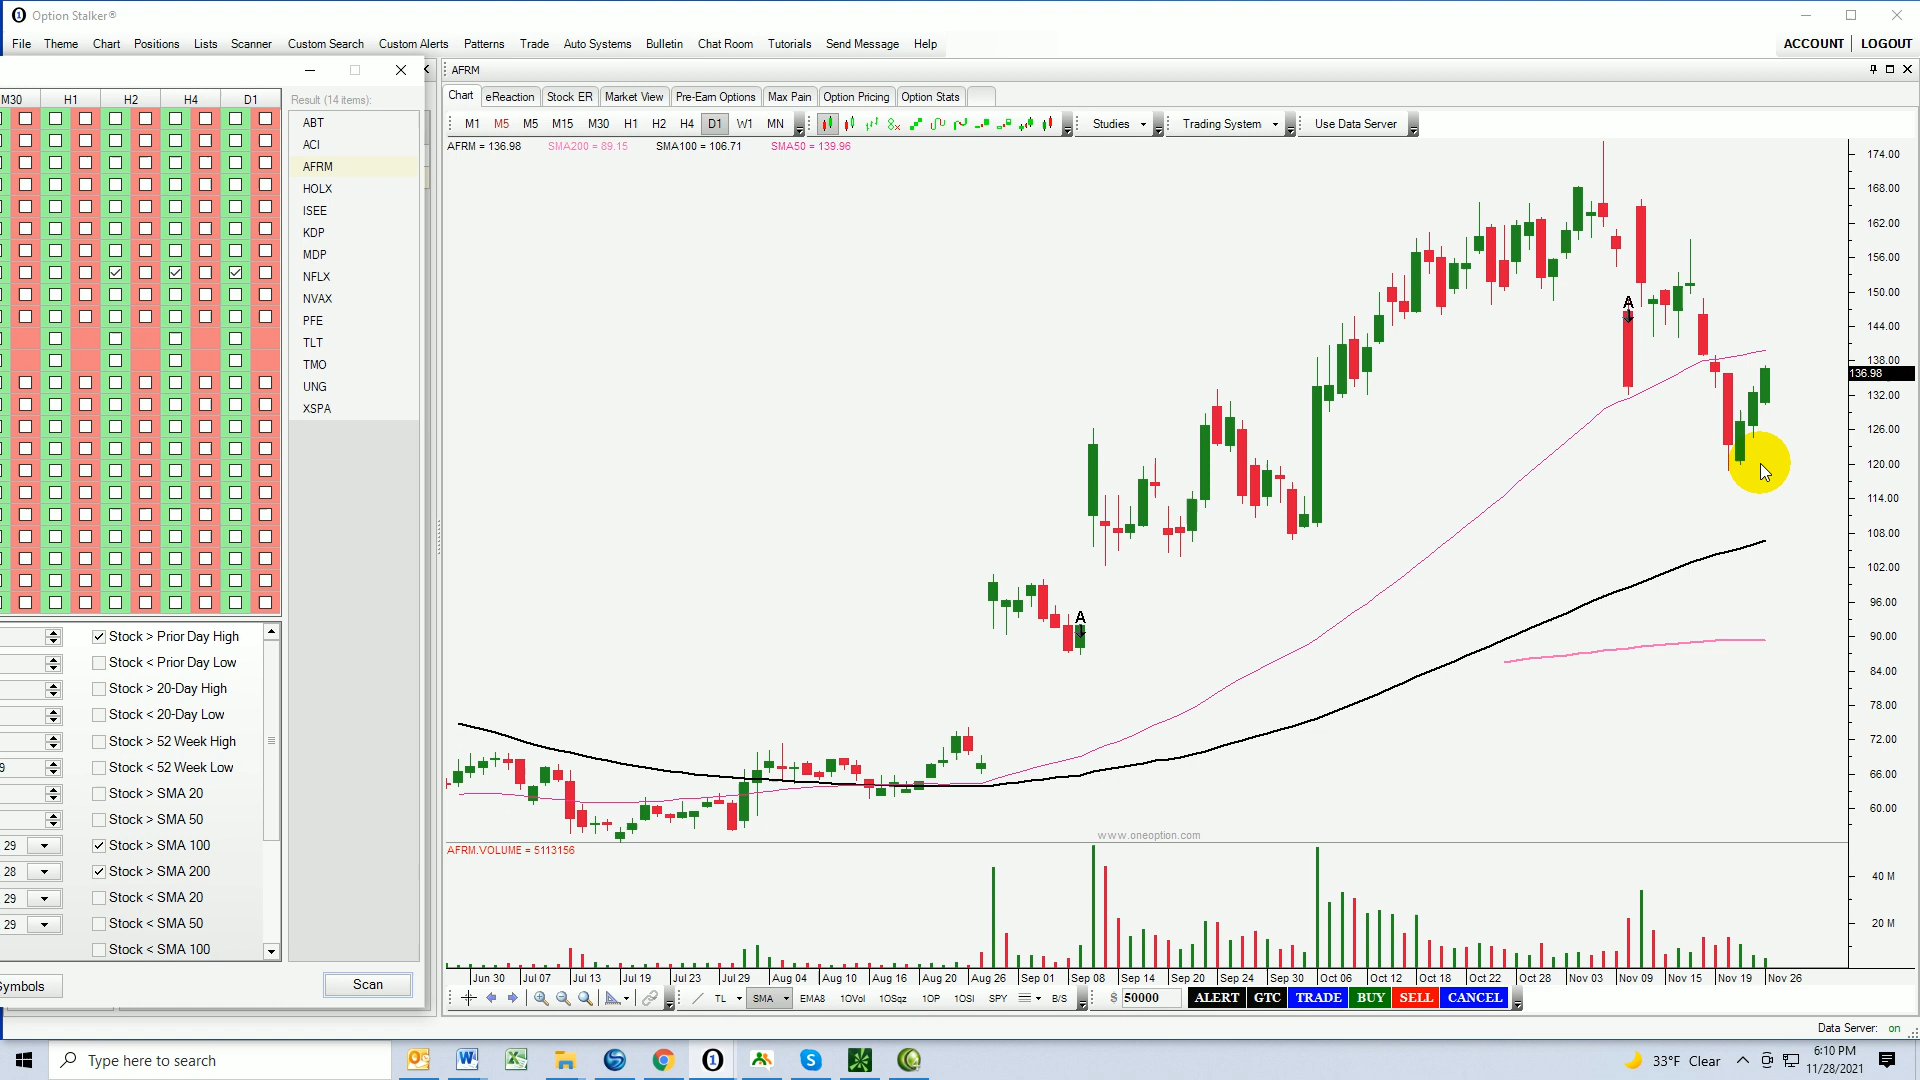 Option Stalker®
File Theme Chart Positions Lists Scanner Custom Search Custom Alerts Patterns Trade Auto Systems Bulletin Chat Room Tutorials Send Message Help
ACCOUNT LOGOUT
M30 H1 H2 H4 D1
Result (14 items):
ABT
ACI
AFRM
HOLX
ISEE
KDP
MDP
NFLX
NVAX
PFE
TLT
TMO
UNG
XSPA
Stock > Prior Day High
Stock < Prior Day Low
Stock > 20-Day High
Stock < 20-Day Low
Stock > 52 Week High
9 Stock < 52 Week Low
Stock > SMA 20
Stock > SMA 50
29 Stock > SMA 100
28 Stock > SMA 200
29 Stock < SMA 20
29 Stock < SMA 50
Stock < SMA 100
Symbols
Scan
AFRM
Chart eReaction Stock ER Market View Pre-Earn Options Max Pain Option Pricing Option Stats
M1 M5 M5 M15 M30 H1 H2 H4 D1 W1 MN Studies Trading System Use Data Server
AFRM = 136.98 SMA200 = 89.15 SMA100 = 106.71 SMA50 = 139.96
174.00
168.00
162.00
156.00
150.00
144.00
138.00
136.98
132.00
126.00
120.00
114.00
108.00
102.00
96.00
90.00
84.00
78.00
72.00
66.00
60.00
A
A
www.oneoption.com
AFRM.VOLUME = 5113156
40 M
20 M
Jun 30 Jul 07 Jul 13 Jul 19 Jul 23 Jul 29 Aug 04 Aug 10 Aug 16 Aug 20 Aug 26 Sep 01 Sep 08 Sep 14 Sep 20 Sep 24 Sep 30 Oct 06 Oct 12 Oct 18 Oct 22 Oct 28 Nov 03 Nov 09 Nov 15 Nov 19 Nov 26
TL SMA EMA8 1OVol 1OSqz 1OP 1OSI SPY B/S $ 50000 ALERT GTC TRADE BUY SELL CANCEL
Data Server: on
Type here to search
33°F Clear
6:10 PM
11/28/2021